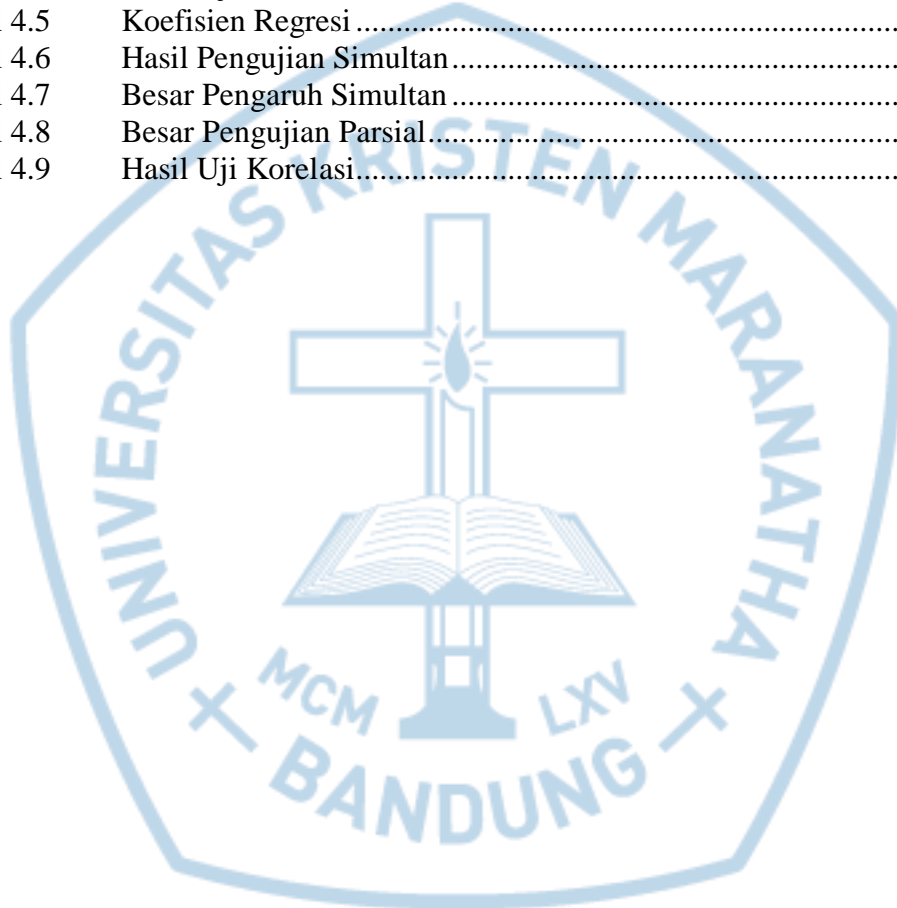 4.5 Koefisien Regresi
4.6 Hasil Pengujian Simultan
4.7 Besar Pengaruh Simultan
4.8 Besar Pengujian Parsial
4.9 Hasil Uji Korelasi
UNIVERSITAS KRISTEN MARANATHA
MCM LXV
BANDUNG